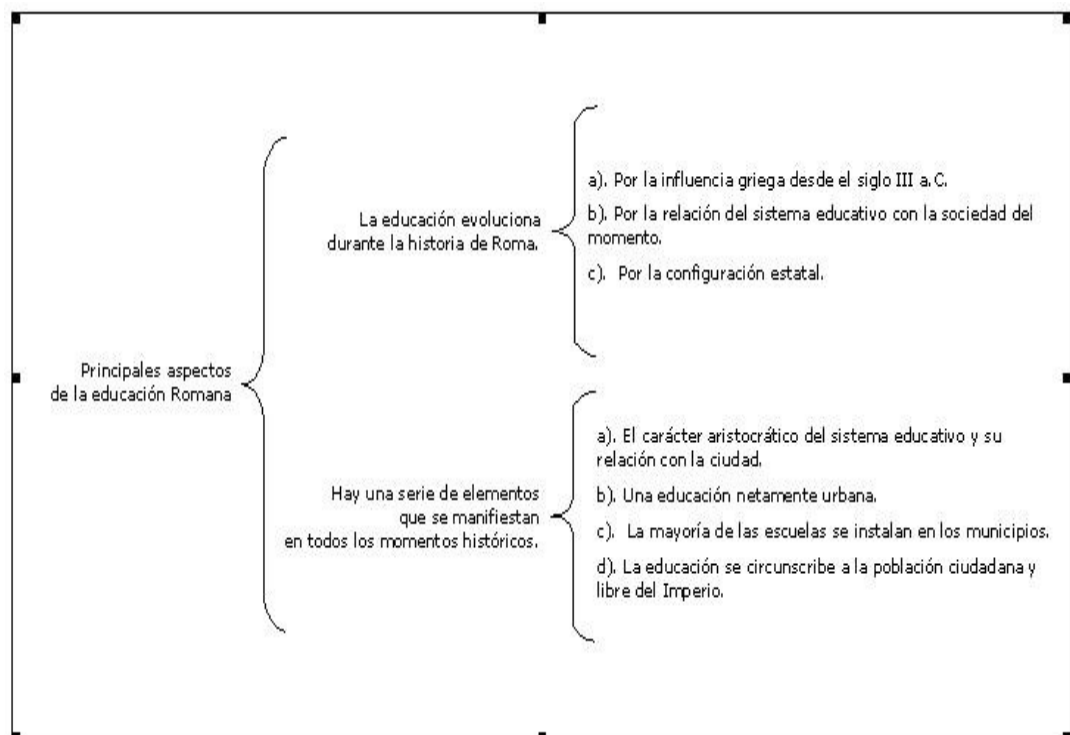 Principales aspectos
de la educación Romana
La educación evoluciona
durante la historia de Roma.
a). Por la influencia griega desde el siglo III a.C.
b). Por la relación del sistema educativo con la sociedad del
momento.
c).  Por la configuración estatal.
Hay una serie de elementos
que se manifiestan
en todos los momentos históricos.
a). El carácter aristocrático del sistema educativo y su
relación con la ciudad.
b). Una educación netamente urbana.
c).  La mayoría de las escuelas se instalan en los municipios.
d). La educación se circunscribe a la población ciudadana y
libre del Imperio.